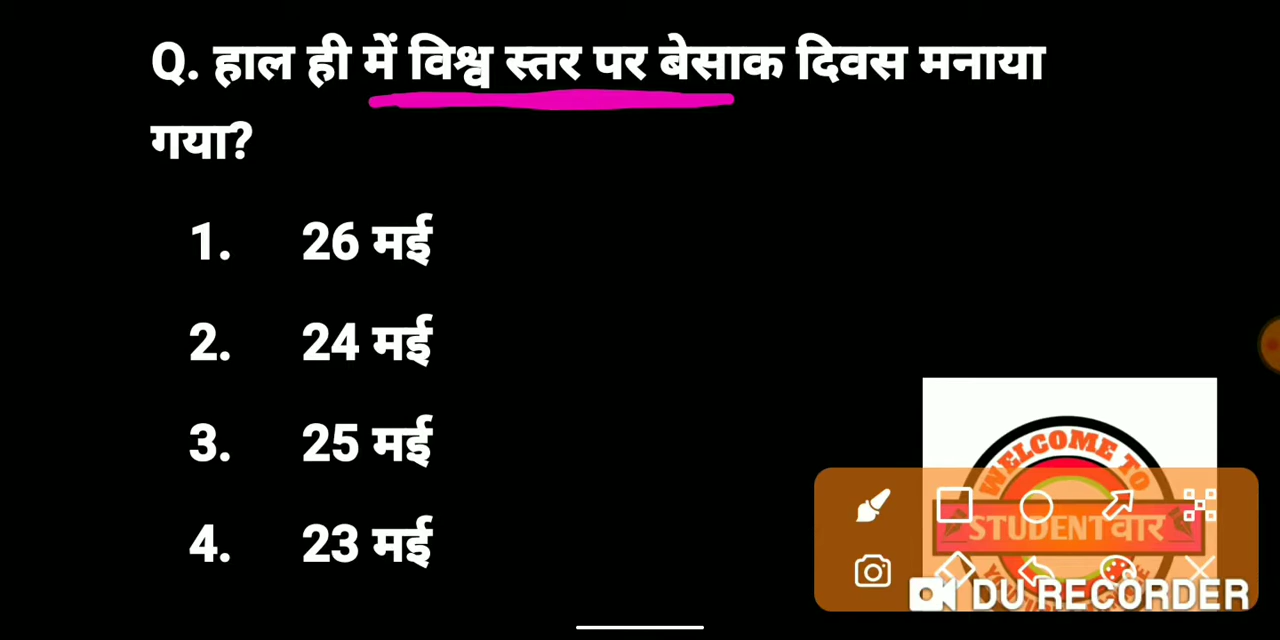 Q. हाल ही में विश्व स्तर पर बेसाक दिवस मनाया
गया?
1. 26 मई
2. 24 मई
3. 25 मई
4. 23 मई
WELCOME TO
STUDENTवार
DU RECORDER